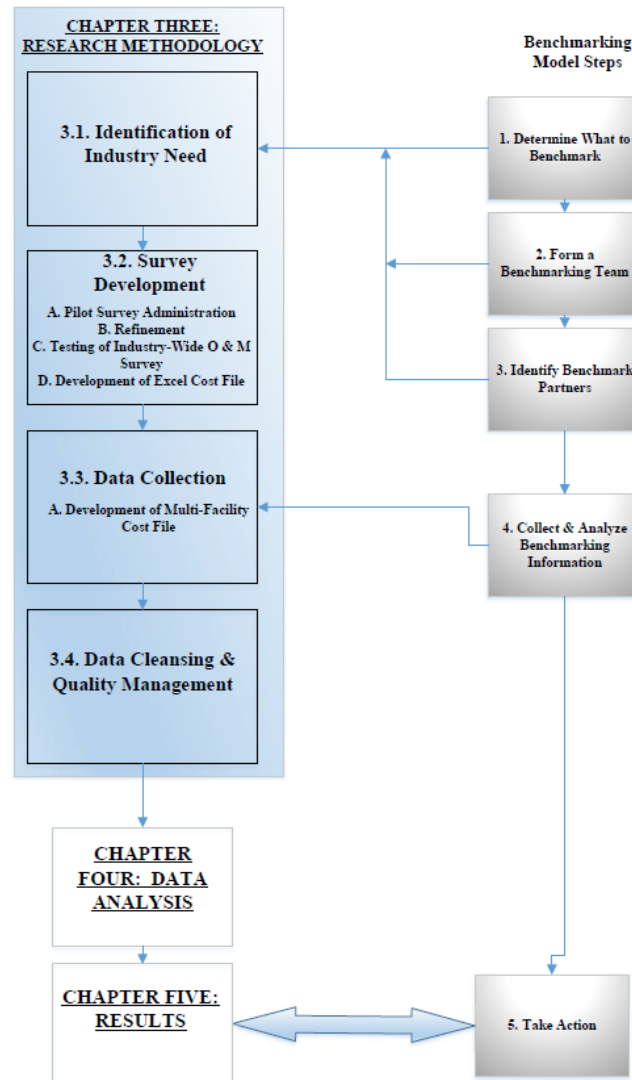 CHAPTER THREE:
RESEARCH METHODOLOGY
3.1. Identification of
Industry Need
3.2. Survey
Development
A. Pilot Survey Administration
B. Refinement
C. Testing of Industry-Wide O & M
Survey
D. Development of Excel Cost File
3.3. Data Collection
A. Development of Multi-Facility
Cost File
3.4. Data Cleansing &
Quality Management
CHAPTER
FOUR: DATA
ANALYSIS
CHAPTER FIVE:
RESULTS
Benchmarking
Model Steps
1. Determine What to
Benchmark
2. Form a
Benchmarking Team
3. Identify Benchmark
Partners
4. Collect & Analyze
Benchmarking
Information
5. Take Action